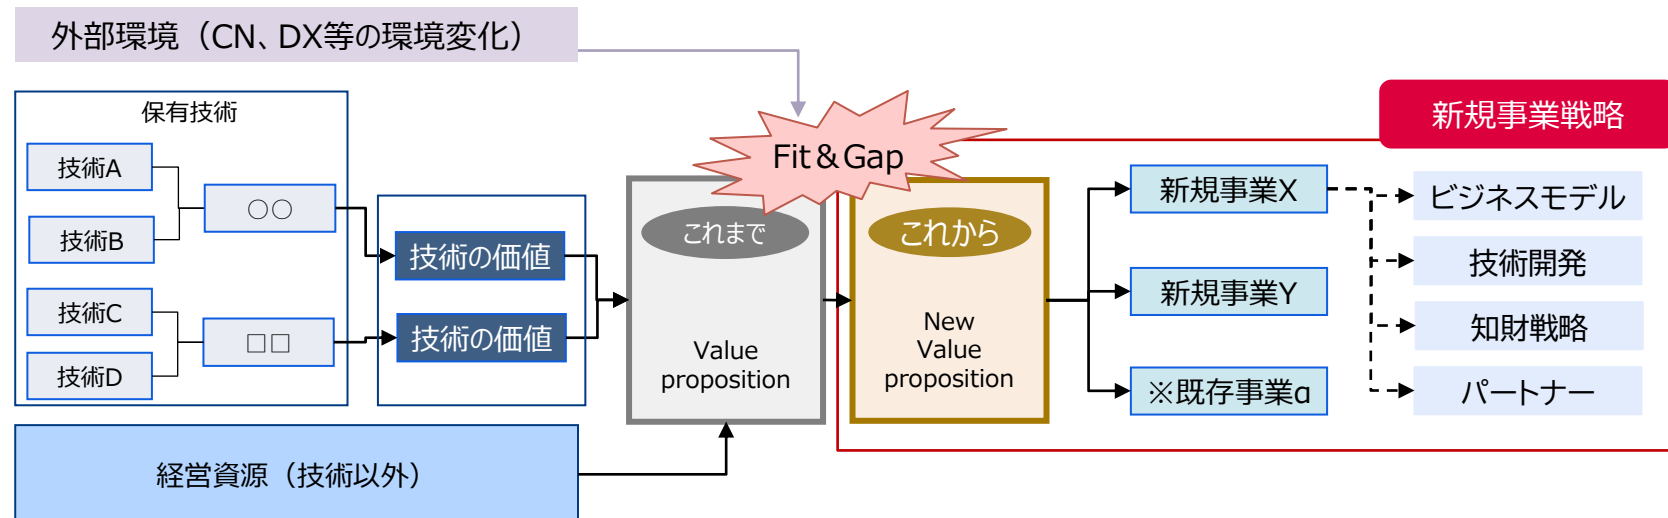 外部環境（CN、DX等の環境変化）
保有技術
技術A
技術B
○○
技術C
技術D
□□
技術の価値
技術の価値
経営資源（技術以外）
Fit＆Gap
これまで
Value
proposition
これから
New
Value
proposition
新規事業戦略
新規事業X
新規事業Y
※既存事業α
ビジネスモデル
技術開発
知財戦略
パートナー